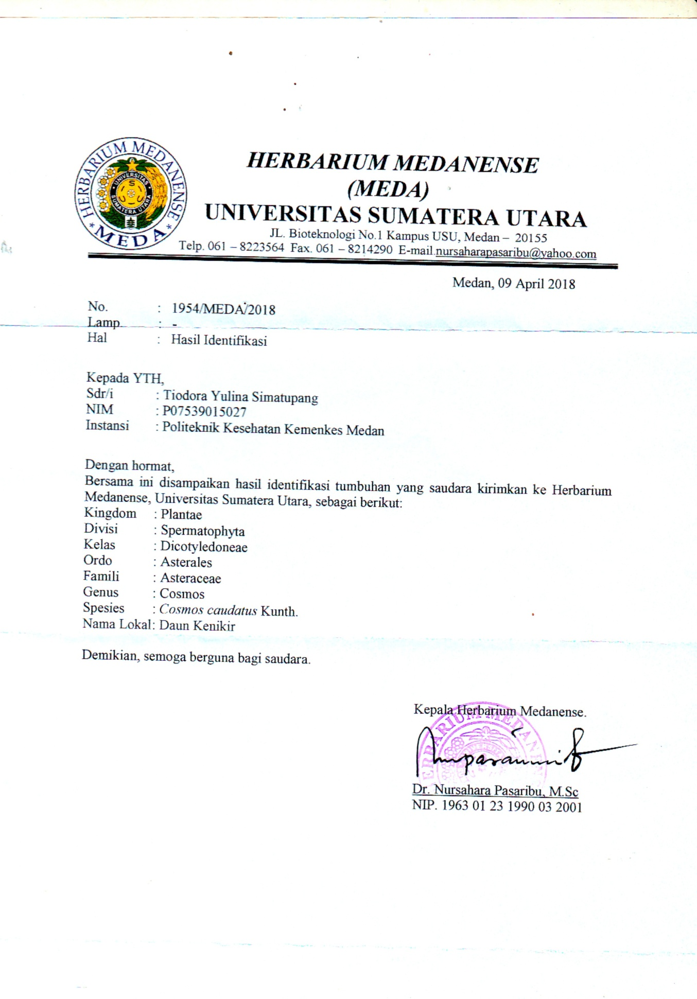 HERBARIUM MEDANENSE
* MEDA *
UNIVERSITAS
S
SUMATERA UTARA
HERBARIUM MEDANENSE
(MEDA)
UNIVERSITAS SUMATERA UTARA
JL. Bioteknologi No.1 Kampus USU, Medan – 20155
Telp. 061 – 8223564 Fax. 061 – 8214290 E-mail.nursaharapasaribu@yahoo.com
Medan, 09 April 2018
No. : 1954/MEDA/2018
Lamp. : -
Hal : Hasil Identifikasi
Kepada YTH,
Sdr/i : Tiodora Yulina Simatupang
NIM : P07539015027
Instansi : Politeknik Kesehatan Kemenkes Medan
Dengan hormat,
Bersama ini disampaikan hasil identifikasi tumbuhan yang saudara kirimkan ke Herbarium
Medanense, Universitas Sumatera Utara, sebagai berikut:
Kingdom : Plantae
Divisi : Spermatophyta
Kelas : Dicotyledoneae
Ordo : Asterales
Famili : Asteraceae
Genus : Cosmos
Spesies : Cosmos caudatus Kunth.
Nama Lokal: Daun Kenikir
Demikian, semoga berguna bagi saudara.
Kepala Herbarium Medanense.
Dr. Nursahara Pasaribu, M.Sc
NIP. 1963 01 23 1990 03 2001